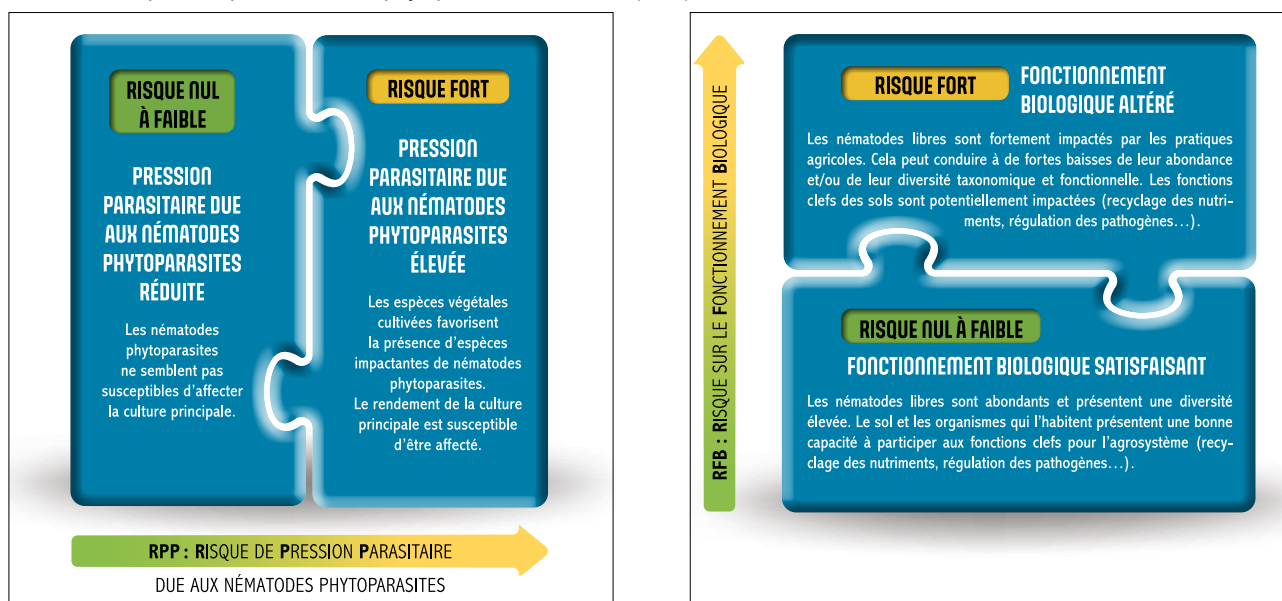 RISQUE NUL
À FAIBLE
PRESSION
PARASITAIRE DUE
AUX NÉMATODES
PHYTOPARASITES
RÉDUITE
Les nématodes
phytoparasites
ne semblent pas
susceptibles d'affecter
la culture principale.
RISQUE FORT
PRESSION
PARASITAIRE DUE
AUX NÉMATODES
PHYTOPARASITES
ÉLEVÉE
Les espèces végétales
cultivées favorisent
la présence d'espèces
impactantes de nématodes
phytoparasites.
Le rendement de la culture
principale est susceptible
d'être affecté.
RPP : RISQUE DE PRESSION PARASITAIRE
DUE AUX NÉMATODES PHYTOPARASITES
RFB : RISQUE SUR LE FONCTIONNEMENT BIOLOGIQUE
RISQUE FORT
FONCTIONNEMENT
BIOLOGIQUE ALTÉRÉ
Les nématodes libres sont fortement impactés par les pratiques
agricoles. Cela peut conduire à de fortes baisses de leur abondance
et/ou de leur diversité taxonomique et fonctionnelle. Les fonctions
clefs des sols sont potentiellement impactées (recyclage des nutri-
ments, régulation des pathogènes...).
RISQUE NUL À FAIBLE
FONCTIONNEMENT BIOLOGIQUE SATISFAISANT
Les nématodes libres sont abondants et présentent une diversité
élevée. Le sol et les organismes qui l'habitent présentent une bonne
capacité à participer aux fonctions clefs pour l'agrosystème (recy-
clage des nutriments, régulation des pathogènes...).